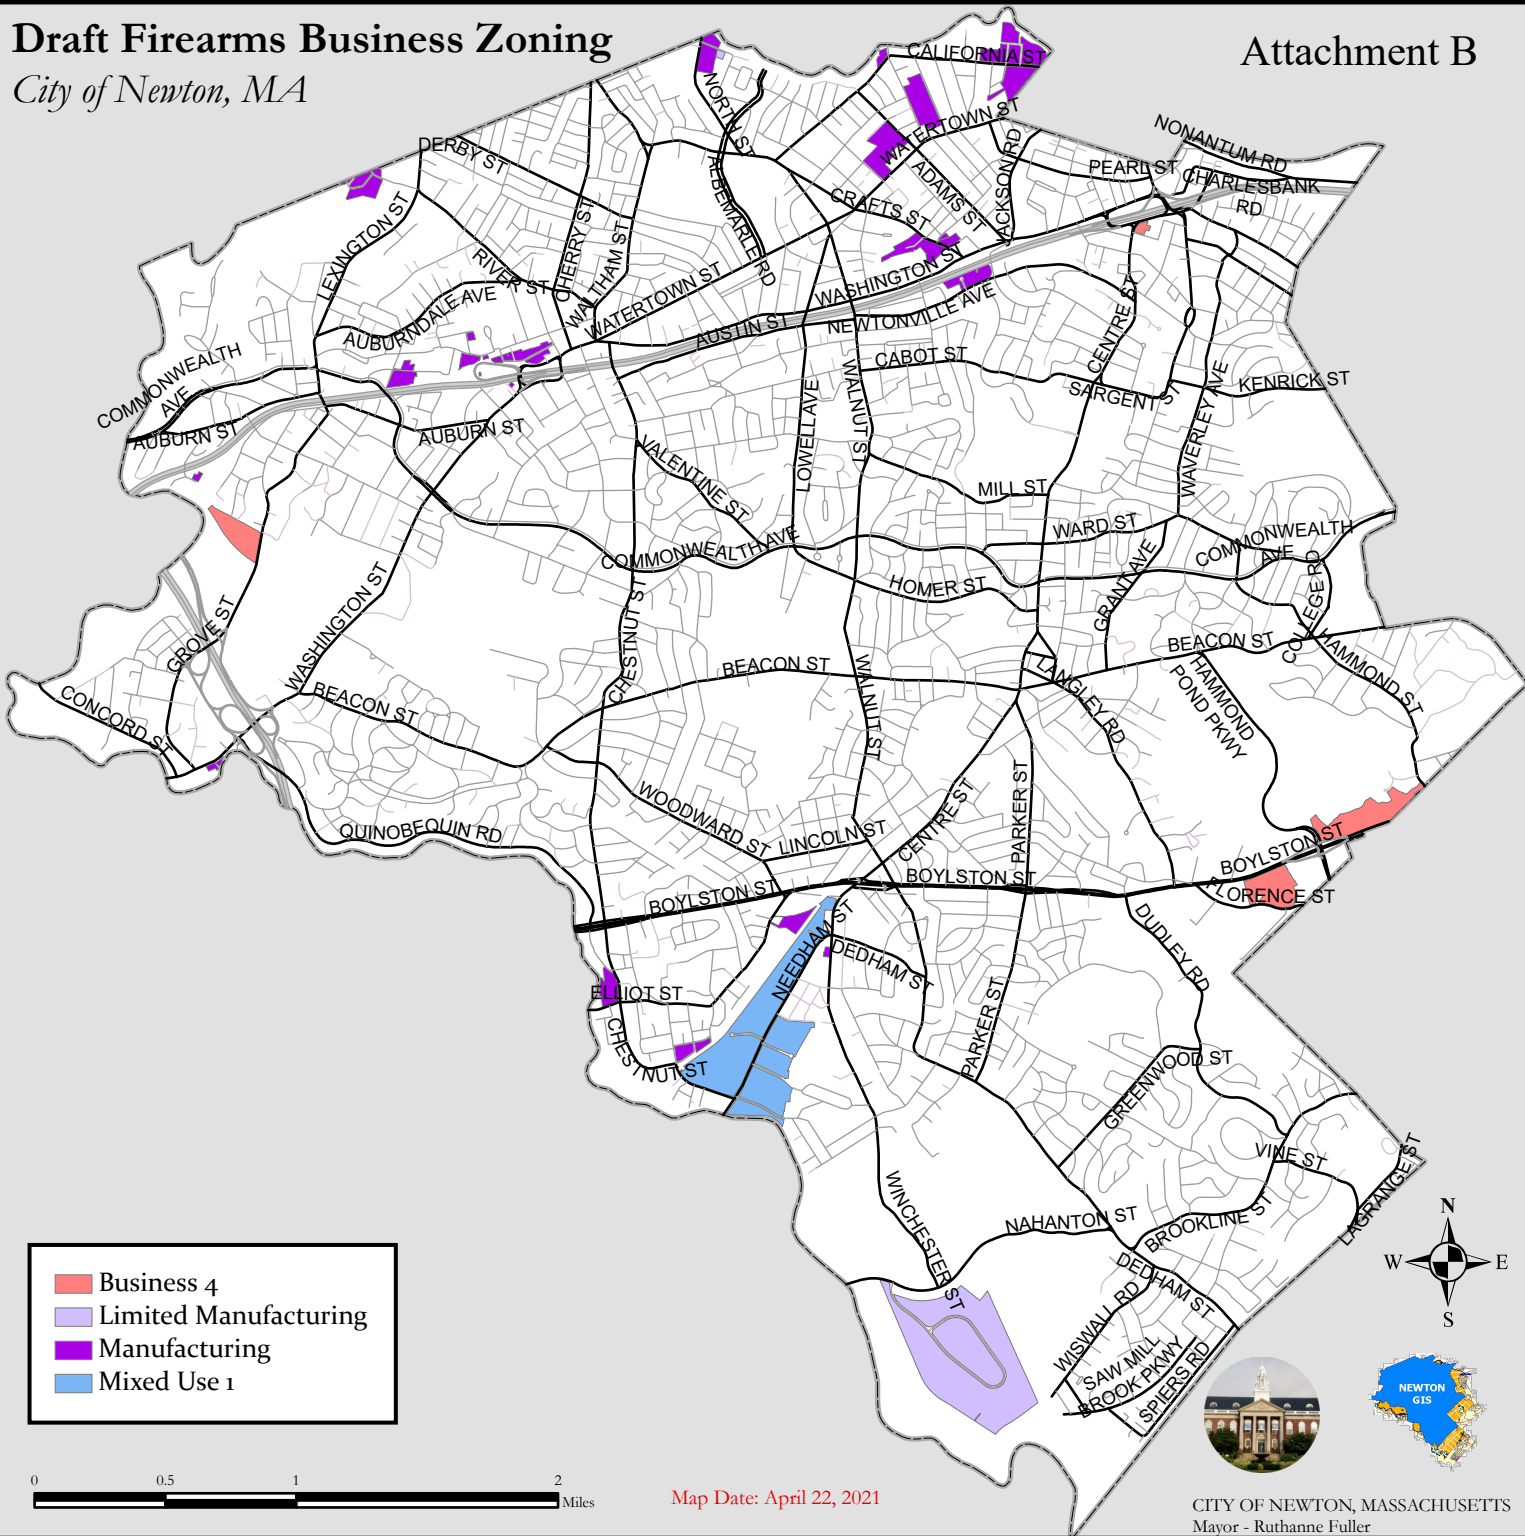 Draft Firearms Business Zoning
City of Newton, MA
Attachment B
CALIFORNIA ST
NORTH ST
WATERTOWN ST
NONANTUM RD
DERBY ST
PEARL ST
CHARLESBANK
RD
JACKSON RD
ADAMS ST
ALBEMARLE RD
CRAFTS ST
LEXINGTON ST
CHERRY ST
WALTHAM ST
RIVER ST
T ST
WATERTOWN ST
WASHINGTON ST
AUBURNDALE AVE
AUSTIN ST
NEWTONVILLE AVE
CENTRE ST
COMMONWEALTH
AVE
CABOT ST
WALNUT ST
LOWELL AVE
SARGENT
ST
KENRICK ST
WAVERLEY AVE
AUBURN ST
AUBURN ST
VALENTINE ST
MILL ST
WARD ST
COMMONWEALTH
AVE
COMMONWEALTH AVE
GRANT AVE
COLLEGE RD
HOMER ST
WASHINGTON ST
CHESTNUT ST
GROVE ST
BEACON ST
BEACON ST
LANGLEY RD
HAMMOND
POND PKWY
HAMMOND ST
WALNUT ST
CONCORD ST
BEACON ST
QUINOBEQUIN RD
WOODWARD ST
LINCOLN ST
CENTRE ST
PARKER ST
BOYLSTON ST
BOYLSTON ST
BOYLSTON ST
FLORENCE ST
NEEDHAM ST
DEDHAM ST
DUDLEY RD
ELLIOT ST
CHESTNUT ST
PARKER ST
GREENWOOD ST
VINE ST
LAGRANGE ST
WINCHESTER ST
NAHANTON ST
BROOKLINE ST
DEDHAM ST
WISWALL RD
SAW MILL
BROOK PKWY
SPIERS RD
N
W
E
S
Business 4
Limited Manufacturing
Manufacturing
Mixed Use 1
NEWTON
GIS
0
0.5
1
2
Miles
Map Date: April 22, 2021
CITY OF NEWTON, MASSACHUSETTS
Mayor - Ruthanne Fuller